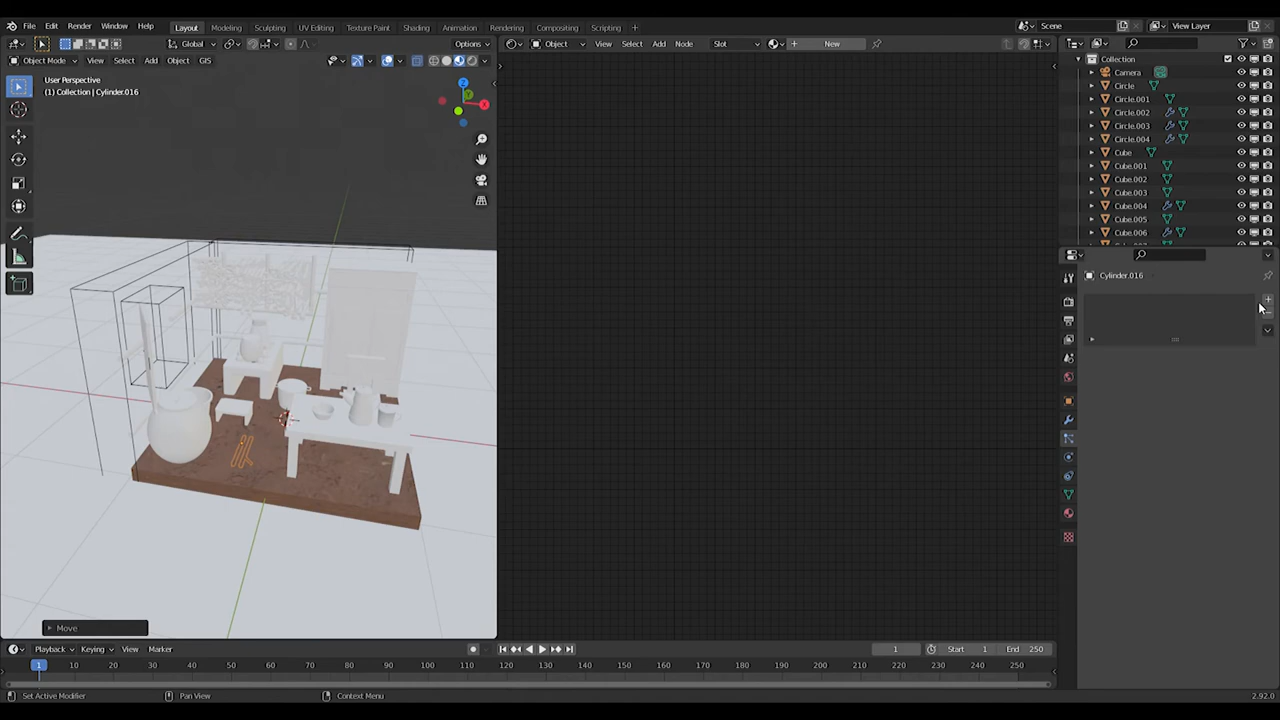 File Edit Render Window Help Layout Modeling Sculpting UV Editing Texture Paint Shading Animation Rendering Compositing Scripting + Scene View Layer
Global Options Object View Select Add Node Slot New
Object Mode View Select Add Object GIS
User Perspective
(1) Collection | Cylinder.016
Z
Y
X
Collection
Camera
Circle
Circle.001
Circle.002
Circle.003
Circle.004
Cube
Cube.001
Cube.002
Cube.003
Cube.004
Cube.005
Cube.006
Cylinder.016
Move
Playback Keying View Marker 1 Start 1 End 250
1 10 20 30 40 50 60 70 80 90 100 110 120 130 140 150 160 170 180 190 200 210 220 230 240 250
Set Active Modifier Pan View Context Menu 2.92.0